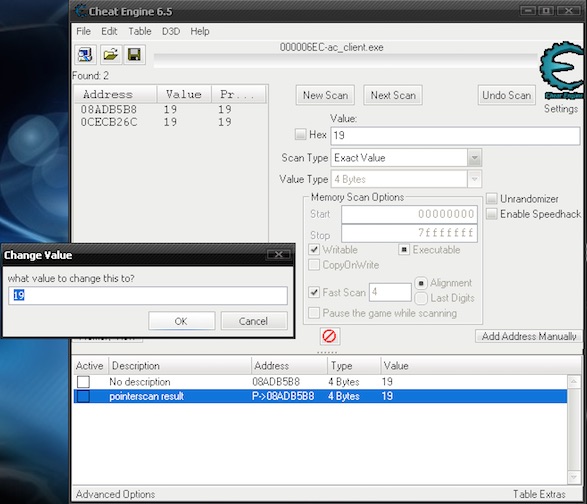 Cheat Engine 6.5
File Edit Table D3D Help
000006EC-ac_client.exe
Found: 2
Address Value Pr...
08ADB5B8 19 19
0CECB26C 19 19
New Scan Next Scan Undo Scan
Cheat Engine
Settings
Value:
Hex 19
Scan Type Exact Value
Value Type 4 Bytes
Memory Scan Options
Start 00000000
Stop 7fffffff
Writable Executable
CopyOnWrite
Fast Scan 4 Alignment
Last Digits
Pause the game while scanning
Unrandomizer
Enable Speedhack
Change Value
what value to change this to?
19
OK Cancel
Add Address Manually
Active Description Address Type Value
No description 08ADB5B8 4 Bytes 19
pointerscan result P->08ADB5B8 4 Bytes 19
Advanced Options Table Extras